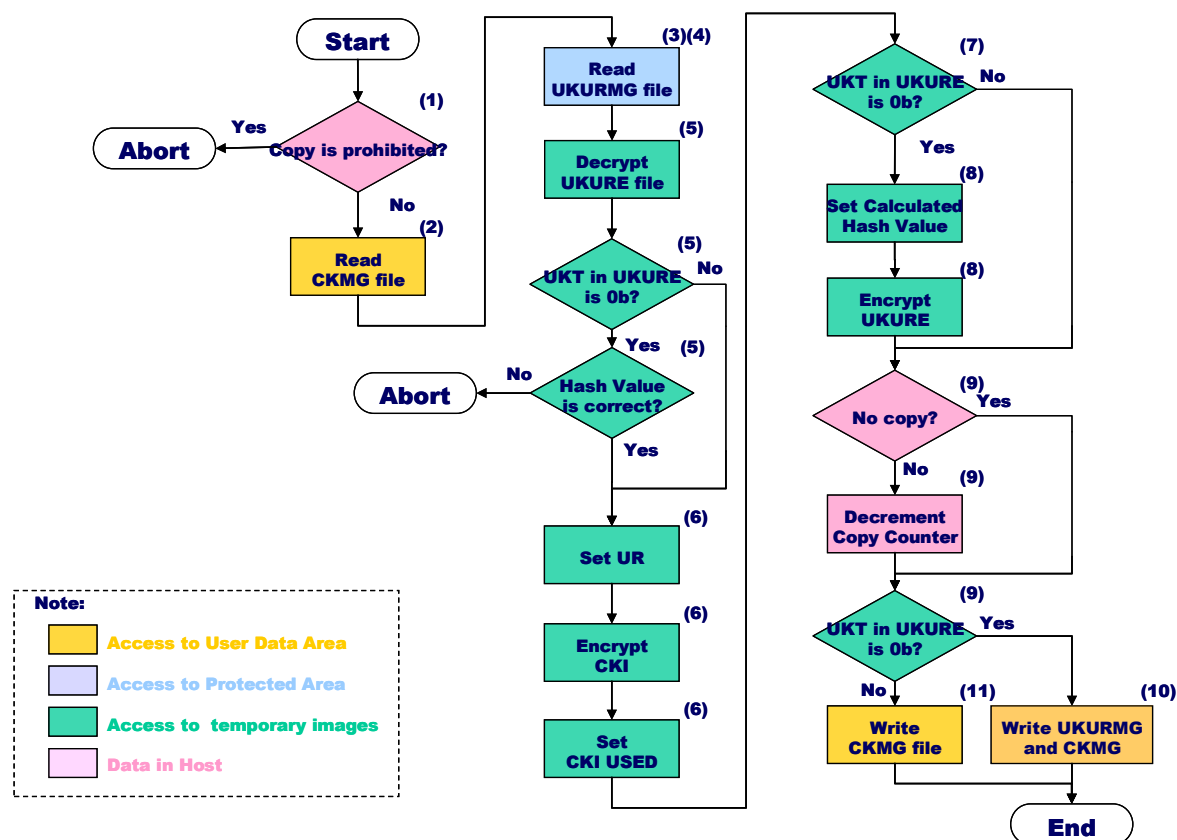 Start
(1)
Copy is prohibited?
Yes
Abort
No
(2)
Read
CKMG file
(3)(4)
Read
UKURMG file
(5)
Decrypt
UKURE file
(5)
UKT in UKURE
is 0b?
No
Yes
(5)
Hash Value
is correct?
No
Abort
Yes
(6)
Set UR
(6)
Encrypt
CKI
(6)
Set
CKI USED
(7)
UKT in UKURE
is 0b?
No
Yes
(8)
Set Calculated
Hash Value
(8)
Encrypt
UKURE
(9)
No copy?
Yes
No
(9)
Decrement
Copy Counter
(9)
UKT in UKURE
is 0b?
Yes
No
(11)
Write
CKMG file
(10)
Write UKURMG
and CKMG
End
Note:
Access to User Data Area
Access to Protected Area
Access to temporary images
Data in Host